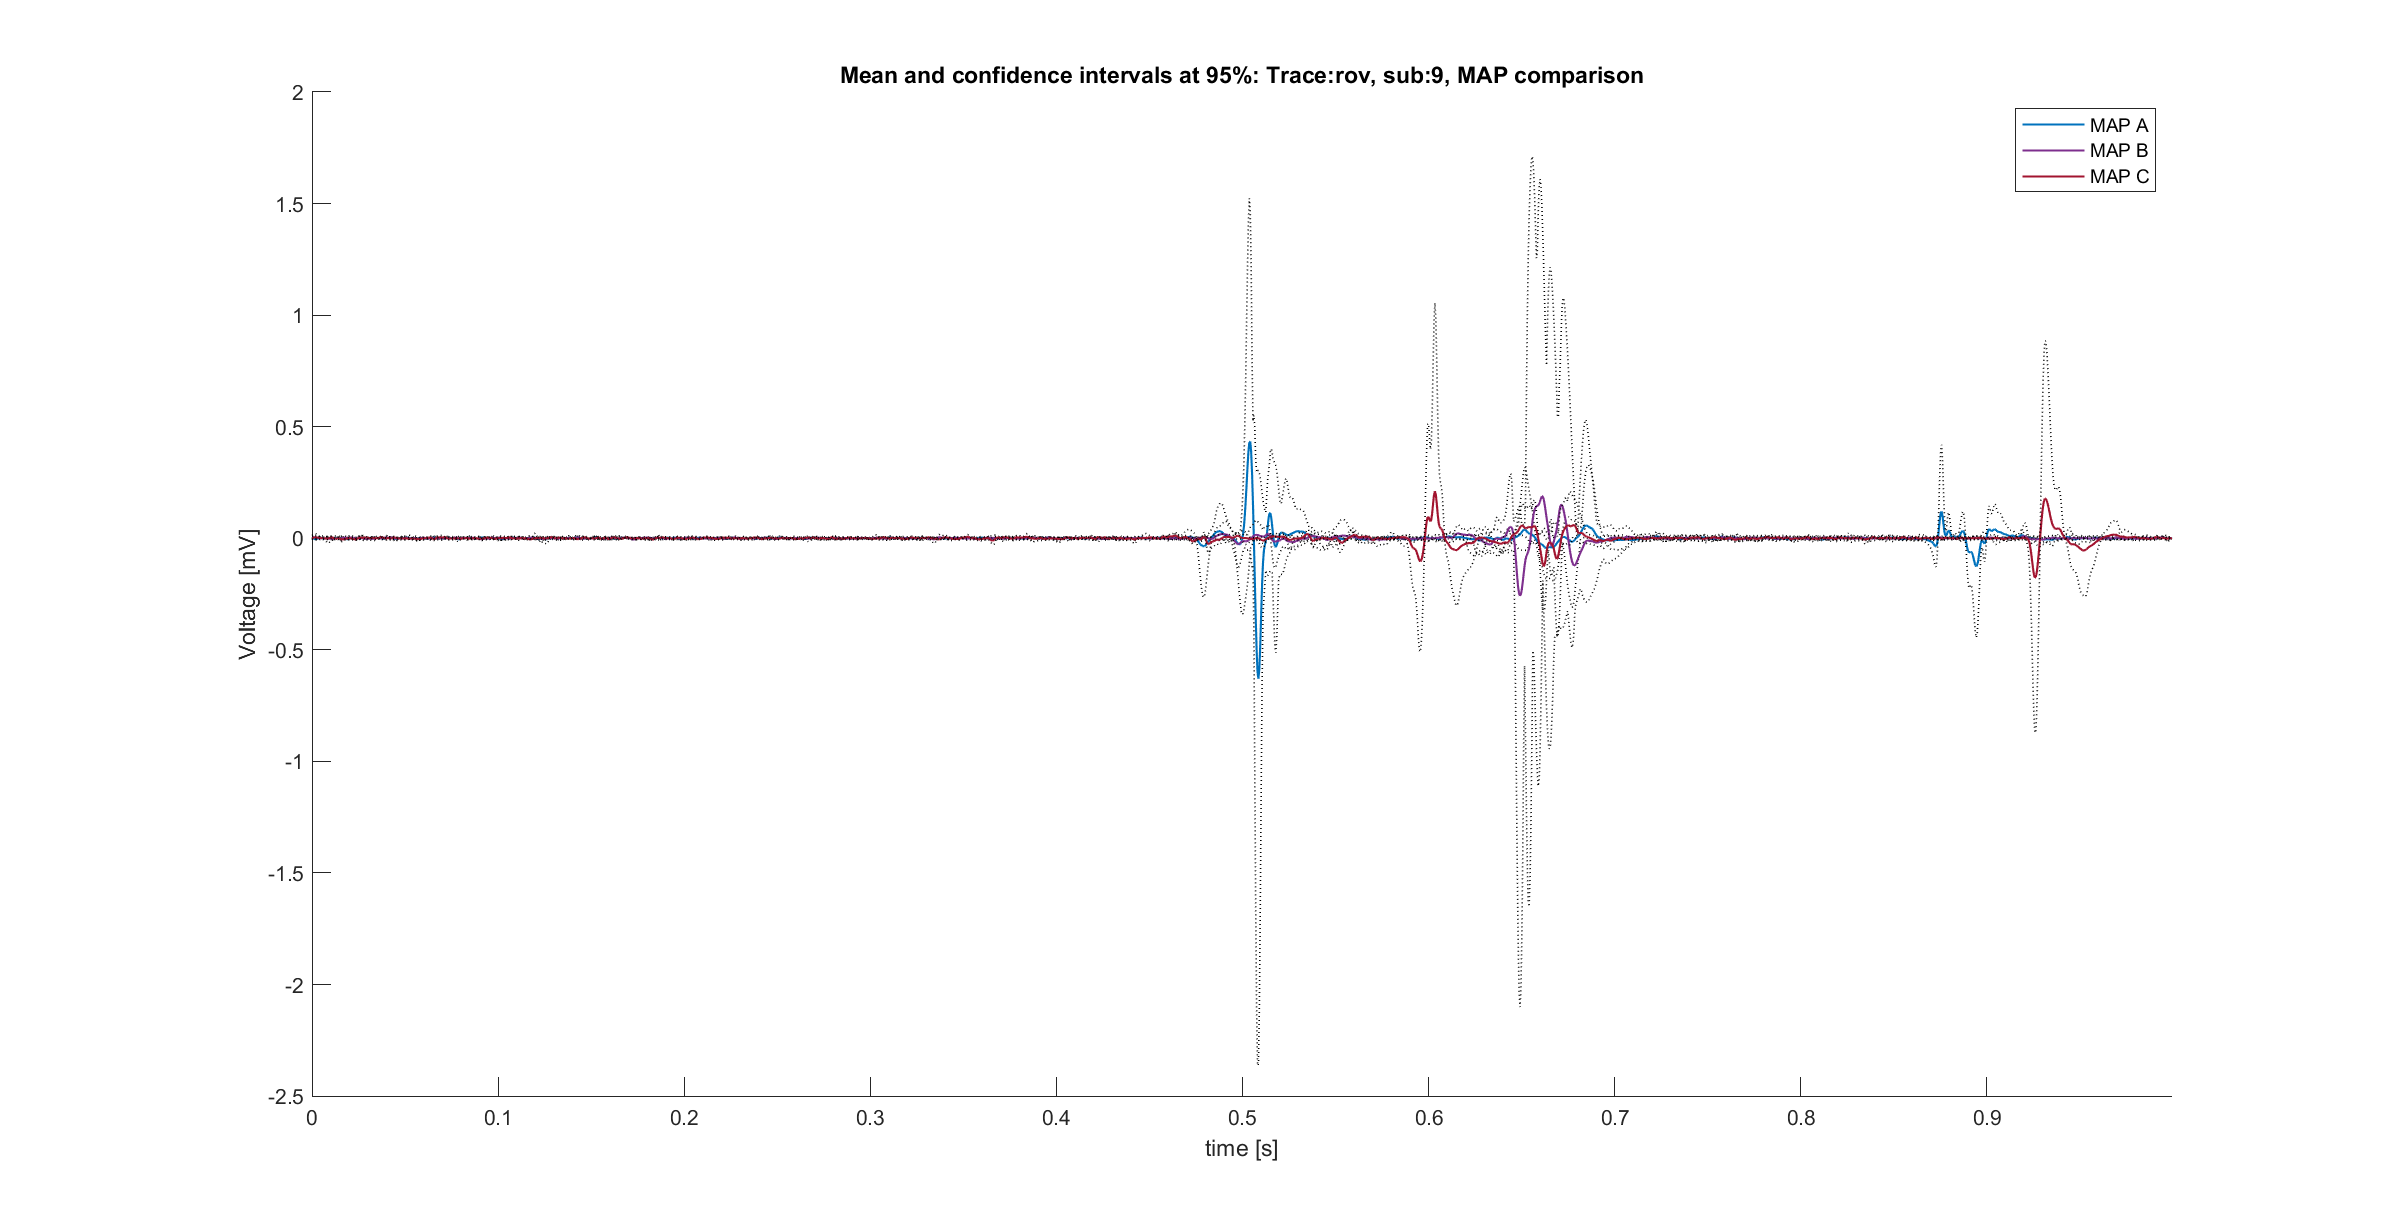 Mean and confidence intervals at 95%: Trace:rov, sub:9, MAP comparison
MAP A
MAP B
MAP C
Voltage [mV]
2
1.5
1
0.5
0
-0.5
-1
-1.5
-2
-2.5
0 0.1 0.2 0.3 0.4 0.5 0.6 0.7 0.8 0.9
time [s]